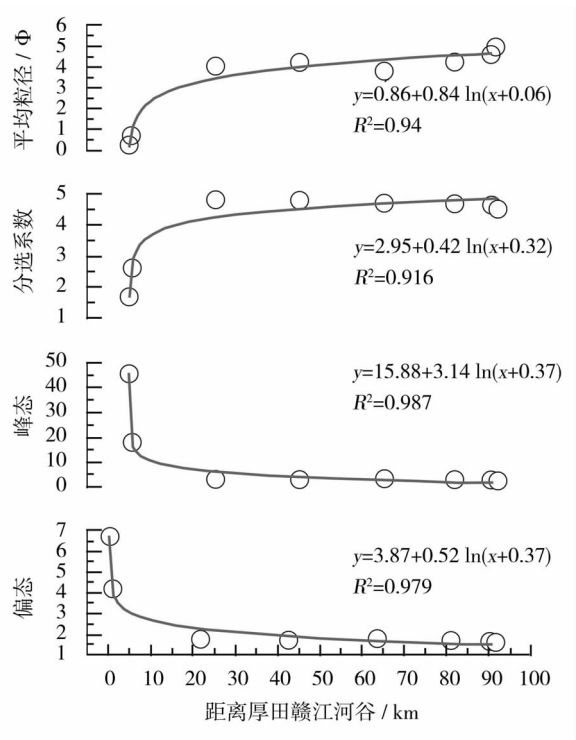 平均粒径 / Φ
6
5
4
3
2
1
0
y=0.86+0.84 ln(x+0.06)
R²=0.94
分选系数
5
4
3
2
1
y=2.95+0.42 ln(x+0.32)
R²=0.916
峰态
50
40
30
20
10
0
y=15.88+3.14 ln(x+0.37)
R²=0.987
偏态
7
6
5
4
3
2
1
y=3.87+0.52 ln(x+0.37)
R²=0.979
0 10 20 30 40 50 60 70 80 90 100
距离厚田赣江河谷 / km